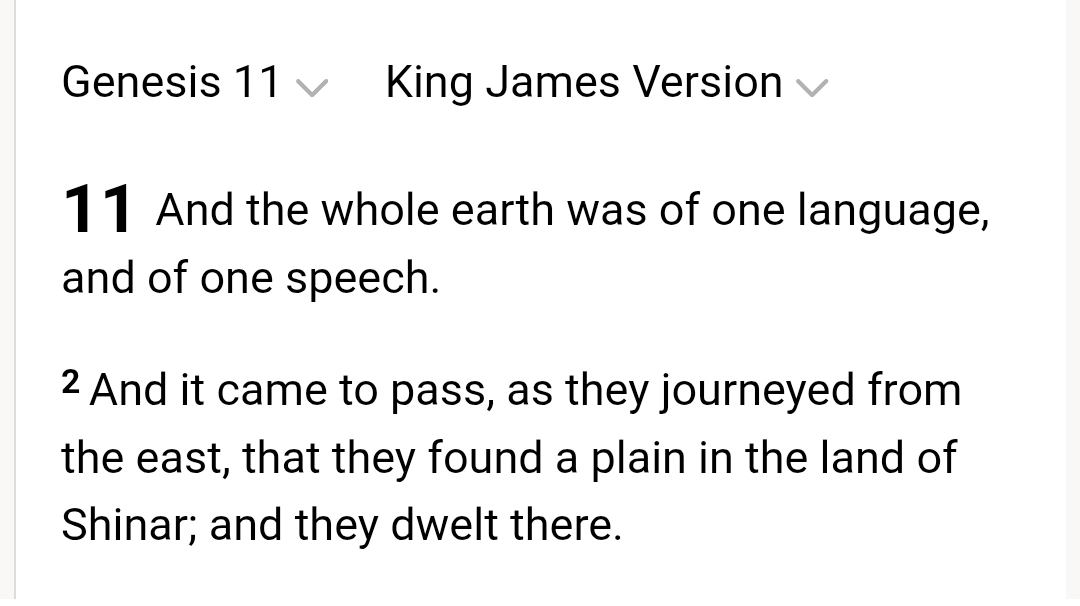 Genesis 11 King James Version
11 And the whole earth was of one language,
and of one speech.
2 And it came to pass, as they journeyed from
the east, that they found a plain in the land of
Shinar; and they dwelt there.